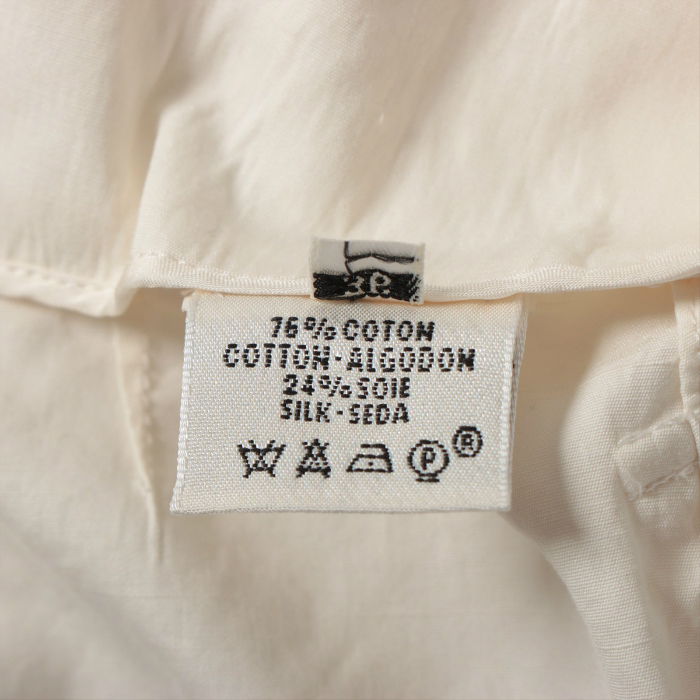 76% COTON
COTTON-ALGODON
24% SOIE
SILK-SEDA
P ®